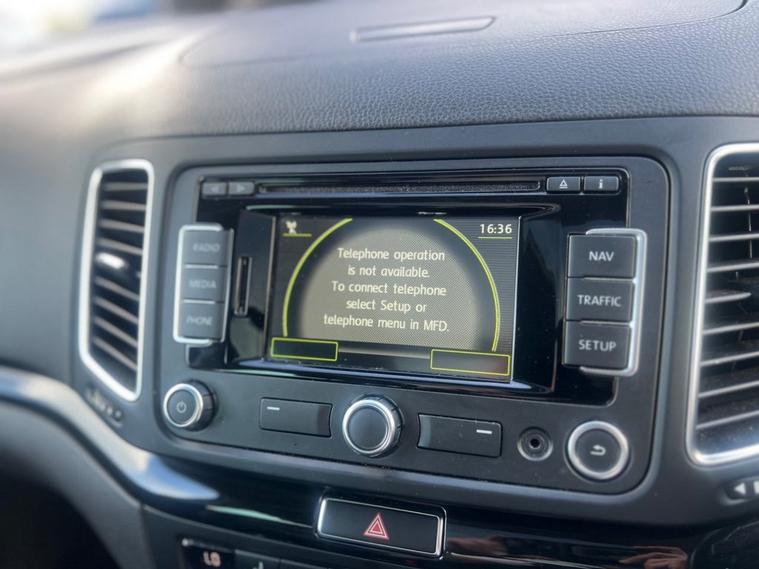 16:36
Telephone operation
is not available.
To connect telephone
select Setup or
telephone menu in MFD.
RADIO
MEDIA
PHONE
NAV
TRAFFIC
SETUP
i
LO